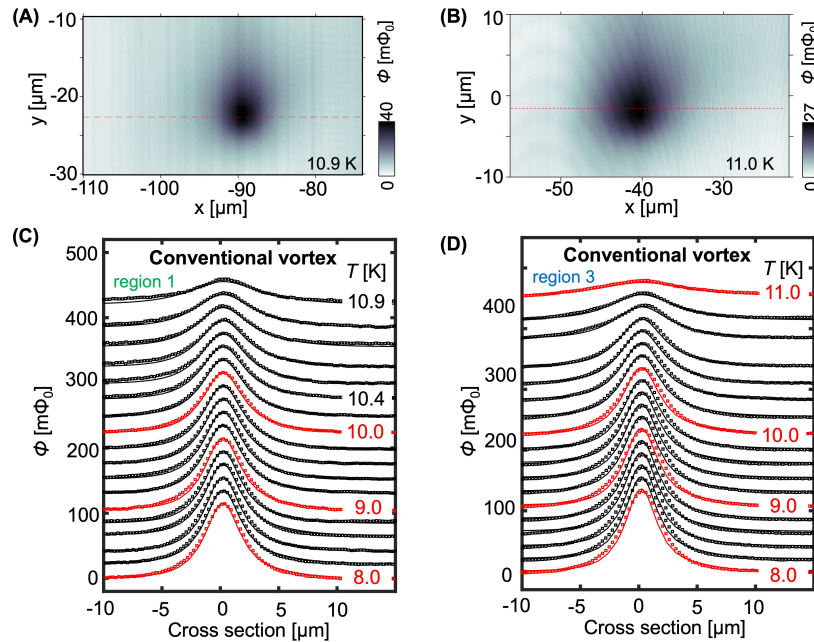 (A)
-10
-20
-30
y [µm]
-110
-100
-90
-80
x [µm]
10.9 K
Φ [mΦ₀]
40
0
(B)
10
0
-10
y [µm]
-50
-40
-30
x [µm]
11.0 K
Φ [mΦ₀]
27
0
(C)
500
400
300
200
100
0
Φ [mΦ₀]
Conventional vortex
region 1
T [K]
10.9
10.4
10.0
9.0
8.0
-10
-5
0
5
10
Cross section [µm]
(D)
400
300
200
100
0
Φ [mΦ₀]
Conventional vortex
region 3
T [K]
11.0
10.0
9.0
8.0
-10
-5
0
5
10
Cross section [µm]